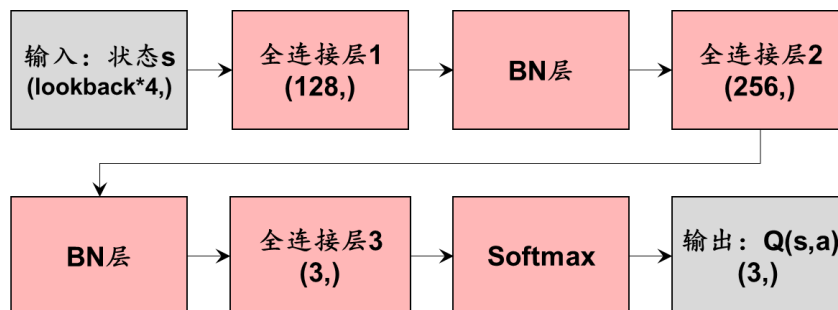 输入：状态s
(lookback*4,)
全连接层1
(128,)
BN层
全连接层2
(256,)
BN层
全连接层3
(3,)
Softmax
输出：Q(s,a)
(3,)